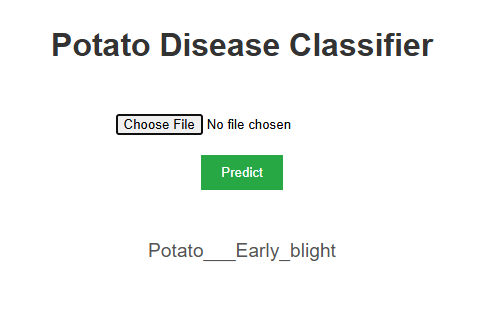 Potato Disease Classifier
Choose File No file chosen
Predict
Potato___Early_blight